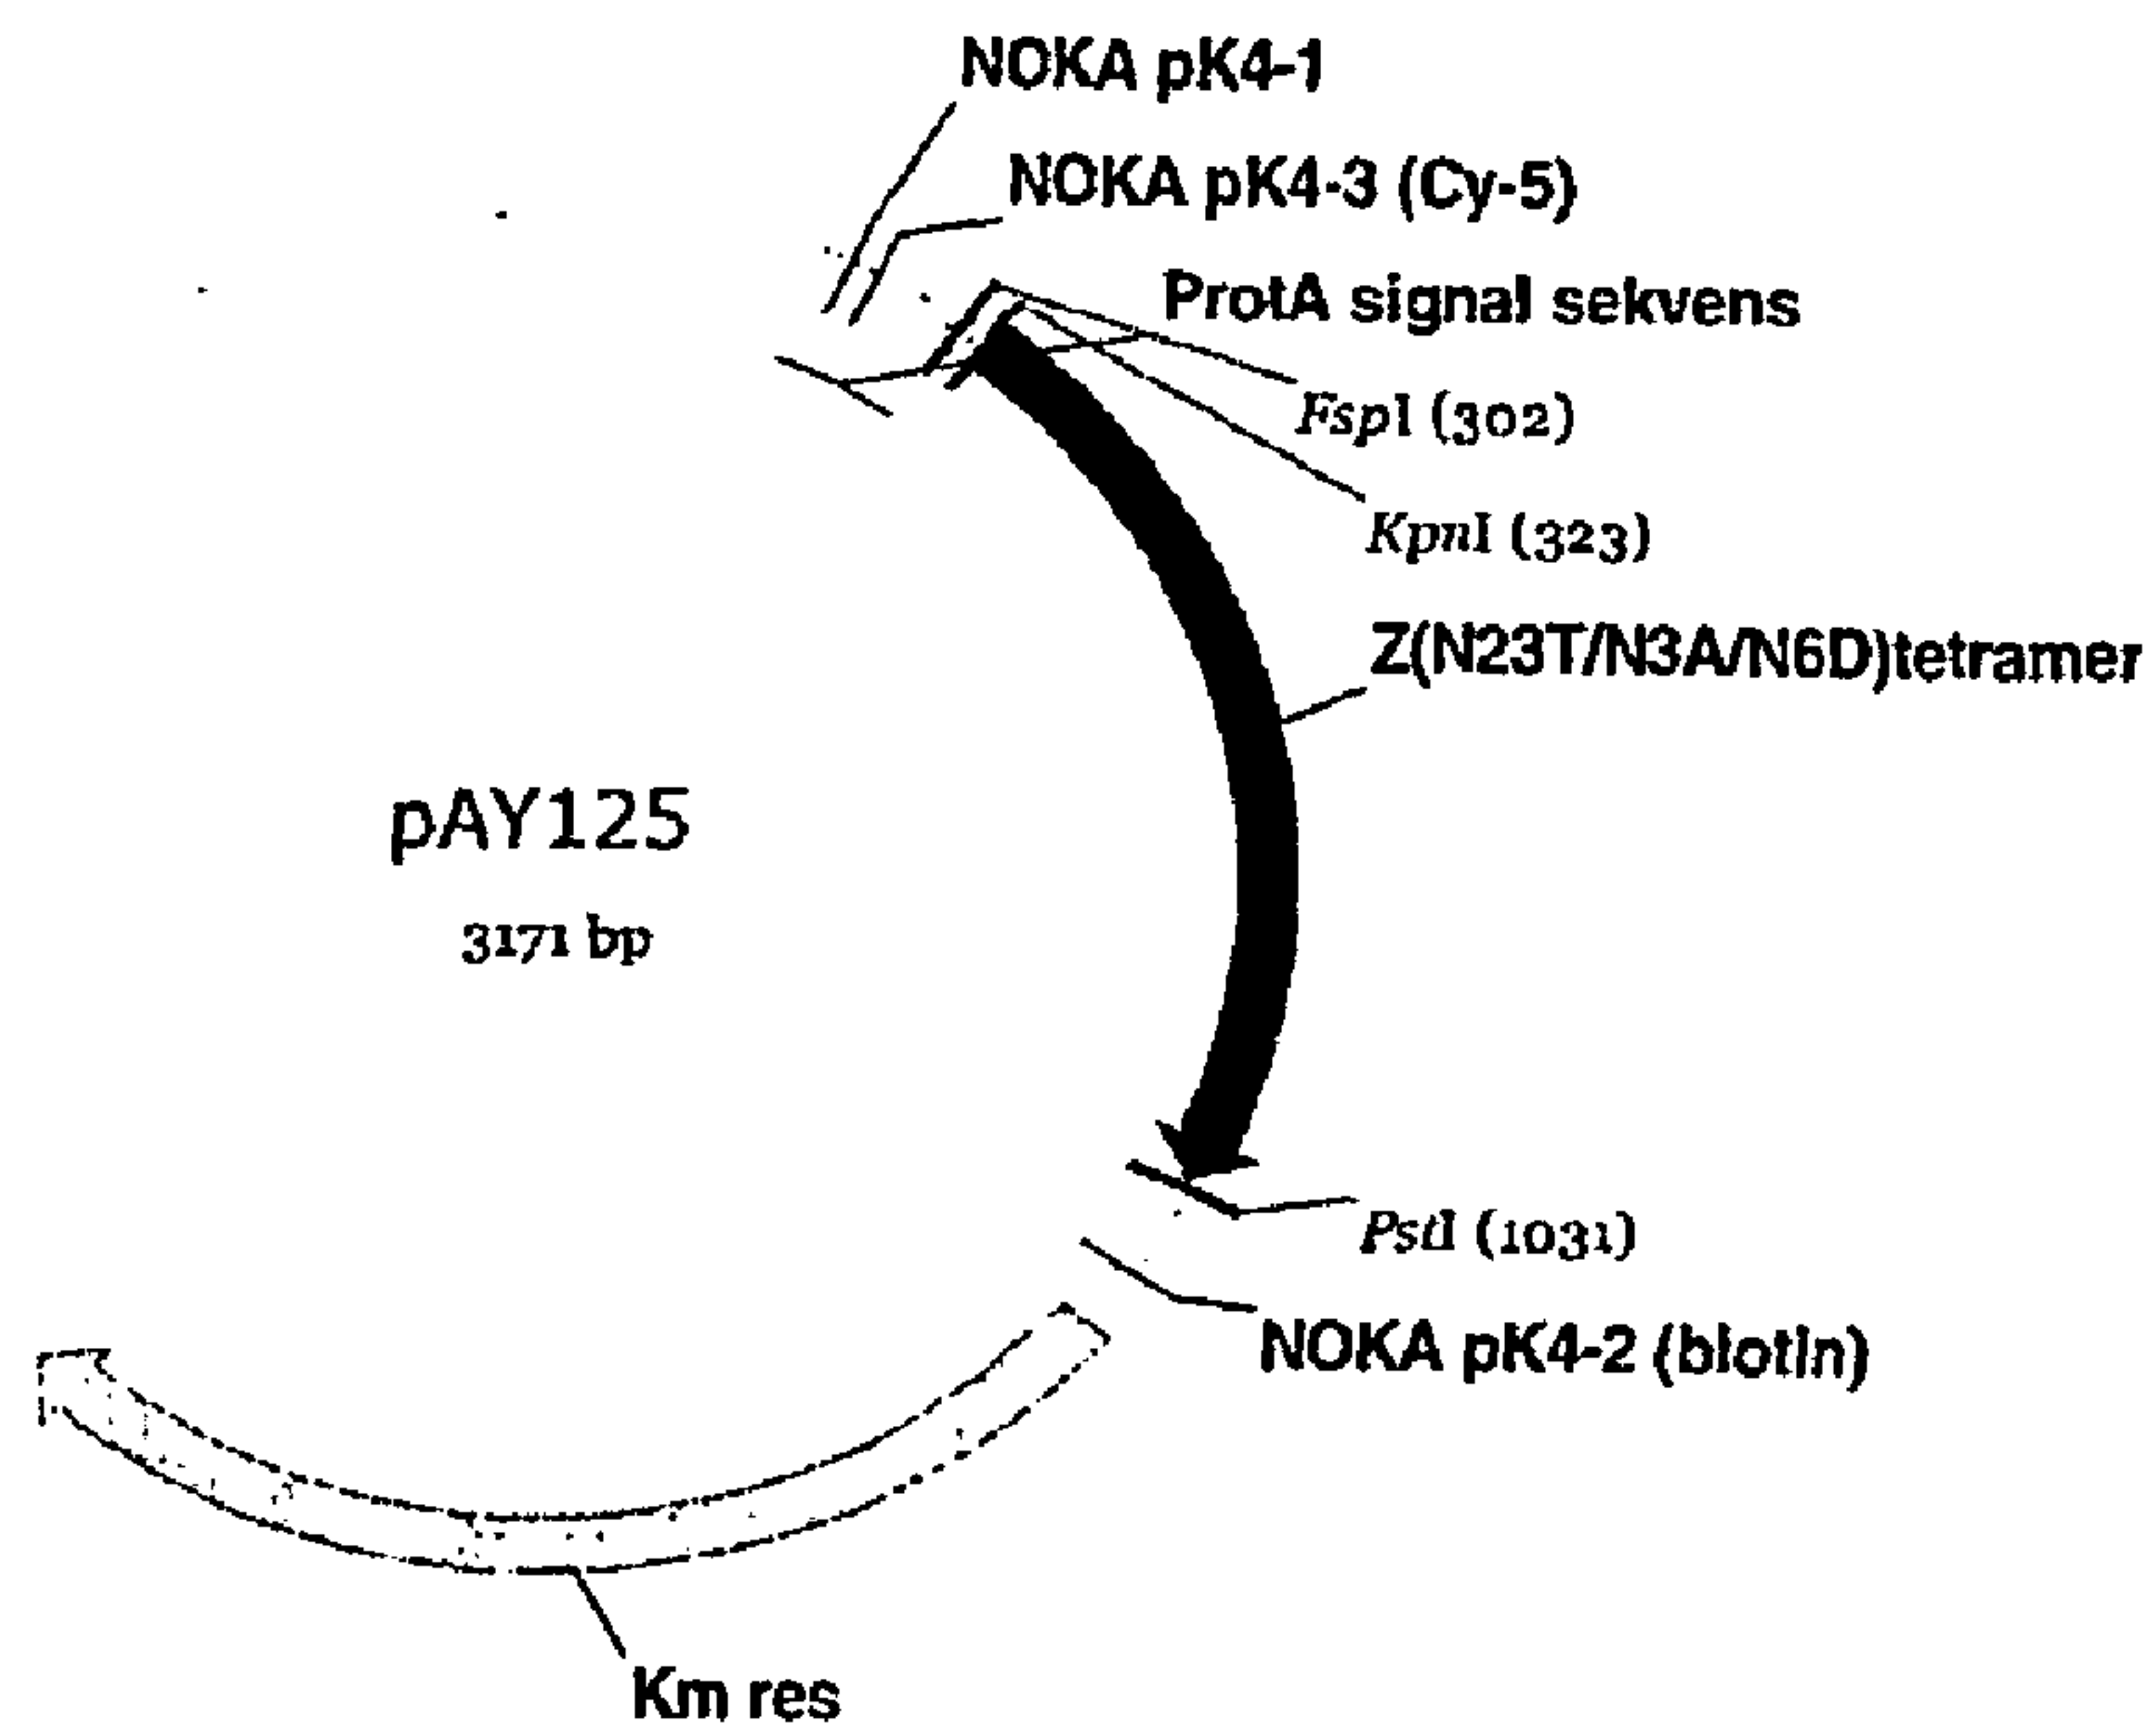 NOKA pK4-1
NOKA pK4-3 (Cy-5)
ProtA signal sekvens
FspI (302)
KpnI (323)
Z(N23T/N3A/N6D)tetramer
pAY125
3171 bp
PstI (1031)
NOKA pK4-2 (biotin)
Km res